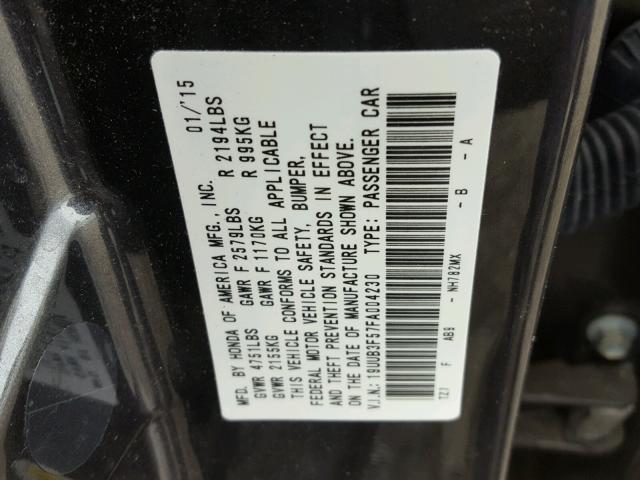 MFD. BY HONDA OF AMERICA MFG., INC. 01/'15
GVWR 4751LBS GAWR F 2579LBS R 2194LBS
GVWR 2155KG GAWR F 1170KG R 995KG
THIS VEHICLE CONFORMS TO ALL APPLICABLE
FEDERAL MOTOR VEHICLE SAFETY, BUMPER,
AND THEFT PREVENTION STANDARDS IN EFFECT
ON THE DATE OF MANUFACTURE SHOWN ABOVE.
V.I.N.: 19UUB3F57FA004230 TYPE: PASSENGER CAR
TZ7 F AB9 - NH782MX - B - A